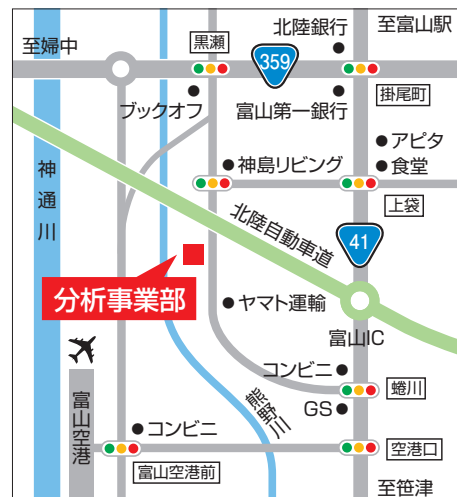 北陸銀行
至富山駅
至婦中
黒瀬
359
掛尾町
ブックオフ
富山第一銀行
アピタ
神島リビング
食堂
神通川
上袋
北陸自動車道
41
分析事業部
ヤマト運輸
富山IC
コンビニ
熊野川
蜷川
GS
富山空港
コンビニ
空港口
富山空港前
至笹津